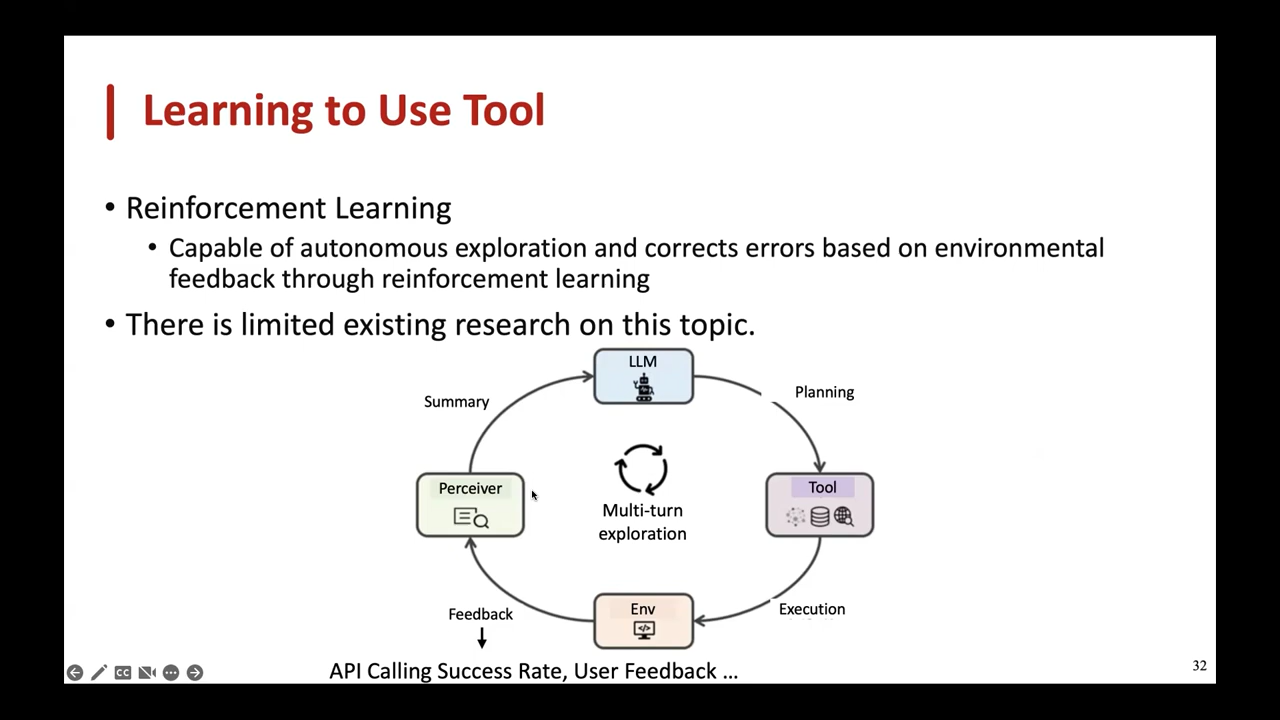 Learning to Use Tool
• Reinforcement Learning
• Capable of autonomous exploration and corrects errors based on environmental
feedback through reinforcement learning
• There is limited existing research on this topic.
LLM
Summary
Planning
Perceiver
Tool
Multi-turn
exploration
Feedback
Env
Execution
API Calling Success Rate, User Feedback ...
CC
32